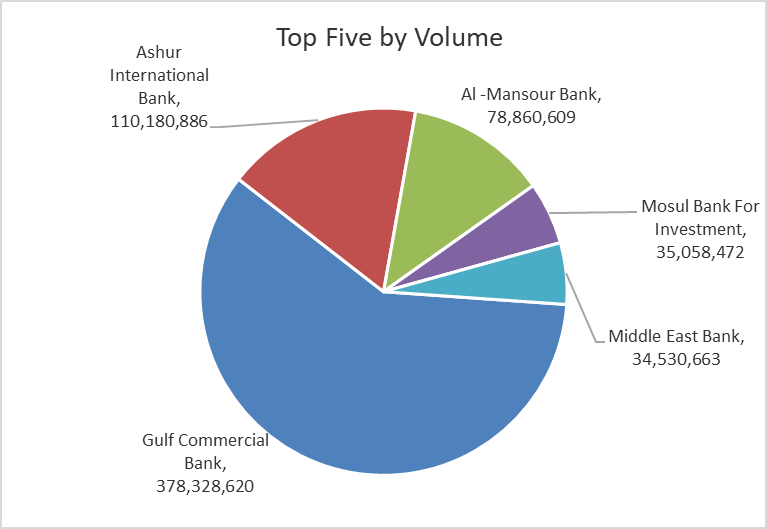 Top Five by Volume
Ashur
International
Bank,
110,180,886
Al -Mansour Bank,
78,860,609
Mosul Bank For
Investment,
35,058,472
Middle East Bank,
34,530,663
Gulf Commercial
Bank,
378,328,620